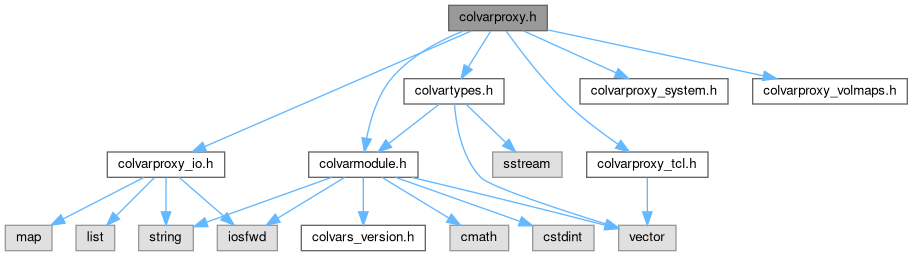 colvarproxy.h
colvartypes.h
colvarproxy_system.h
colvarproxy_volmaps.h
colvarproxy_io.h
colvarmodule.h
sstream
colvarproxy_tcl.h
map
list
string
iosfwd
colvars_version.h
cmath
cstdint
vector